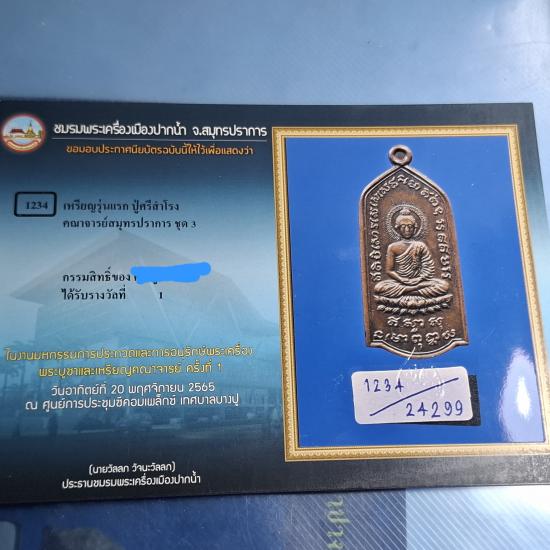 ชมรมพระเครื่องเมืองปากน้ำ จ.สมุทรปราการ
ขอมอบประกาศนียบัตรฉบับนี้ให้ไว้เพื่อแสดงว่า
1234 เหรียญรุ่นแรก ปู่ศรีสำโรง
คณาจารย์สมุทรปราการ ชุด 3
กรรมสิทธิ์ของ
ได้รับรางวัลที่ 1
ในงานมหกรรมการประกวดและการอนุรักษ์พระเครื่อง
พระบูชาและเหรียญคณาจารย์ ครั้งที่ 1
วันอาทิตย์ที่ 20 พฤศจิกายน 2565
ณ ศูนย์การประชุมซีคอมเพล็กซ์ เทศบาลบางปู
(นายวัลลภ วัจนะวัลลภ)
ประธานชมรมพระเครื่องเมืองปากน้ำ
1234
24299